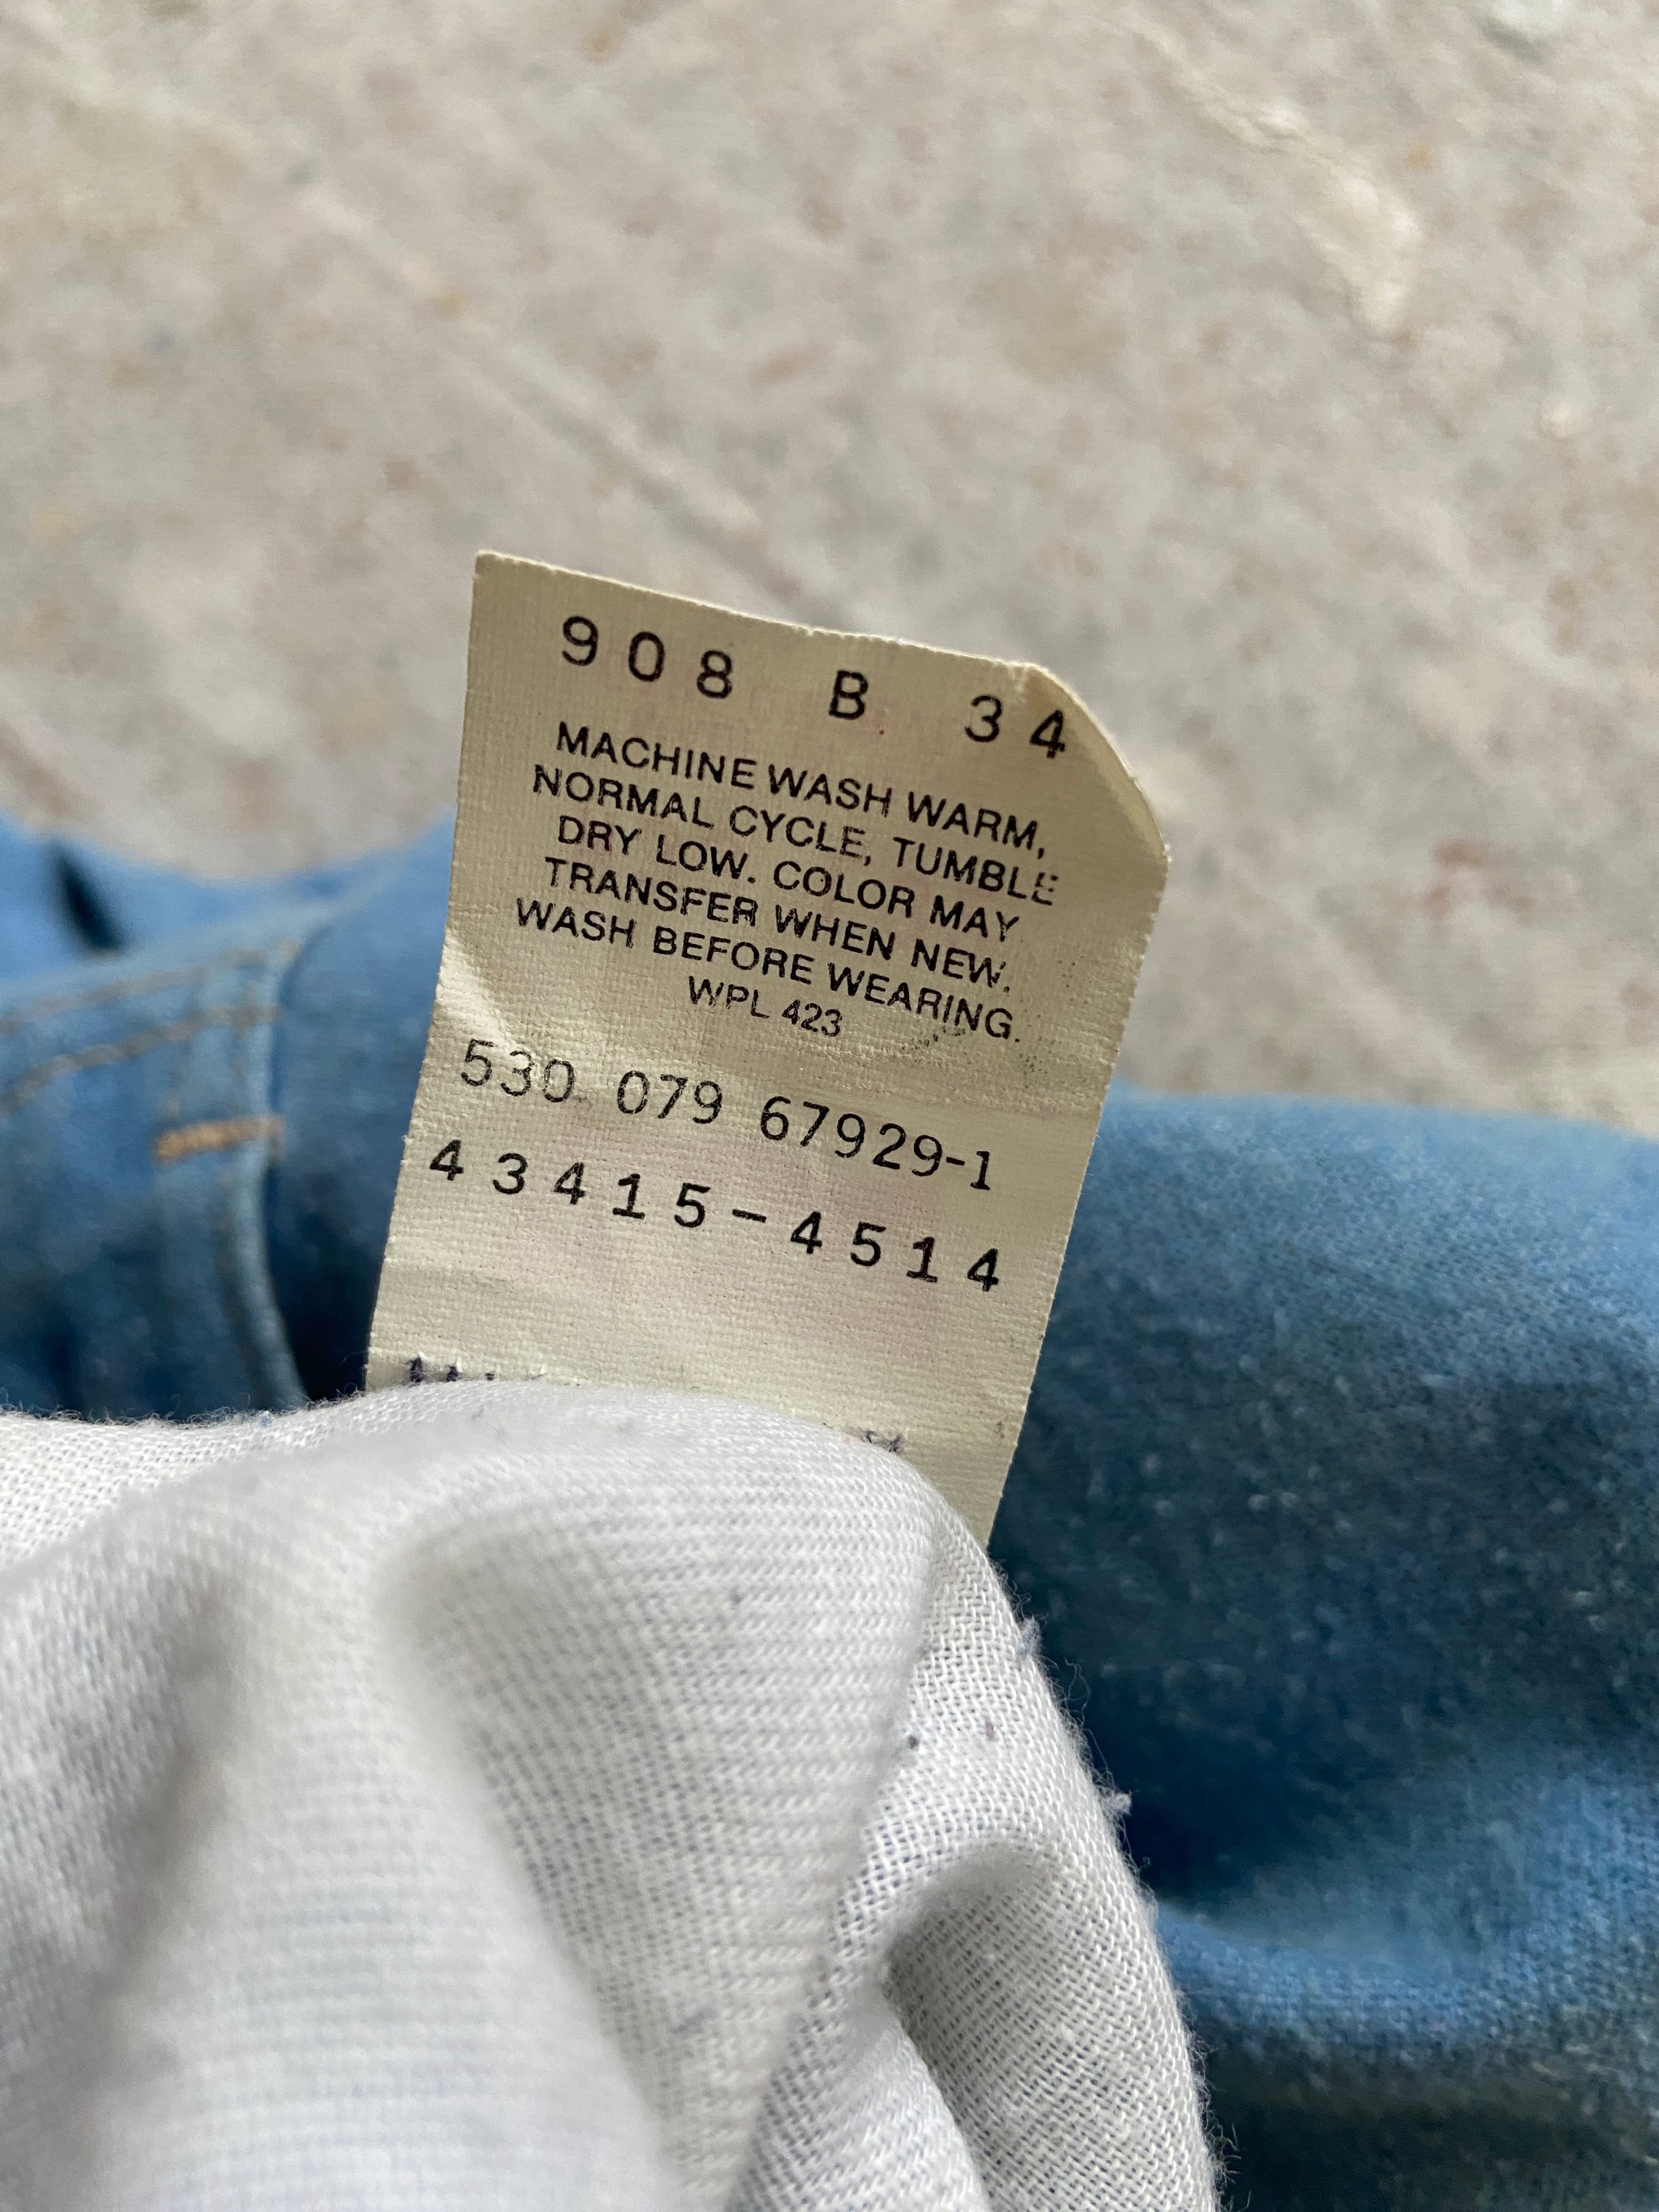 908 B 34
MACHINE WASH WARM,
NORMAL CYCLE, TUMBLE
DRY LOW. COLOR MAY
TRANSFER WHEN NEW.
WASH BEFORE WEARING.
WPL 423
530 079 67929-1
43415-4514